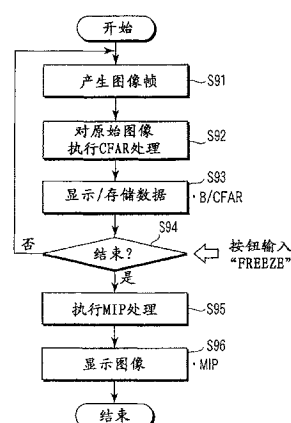 开始
产生图像帧
S91
对原始图像
执行CFAR处理
S92
S93
显示/存储数据
·B/CFAR
S94
否
结束?
按钮输入
“FREEZE”
是
执行MIP处理
S95
S96
显示图像
·MIP
结束